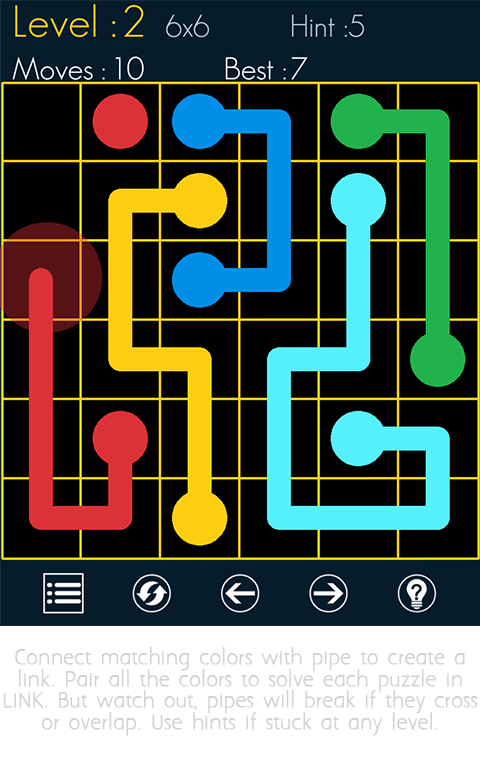 Level : 2 6x6 Hint :5
Moves : 10 Best : 7
Connect matching colors with pipe to create a
link. Pair all the colors to solve each puzzle in
LINK. But watch out, pipes will break if they cross
or overlap. Use hints if stuck at any level.